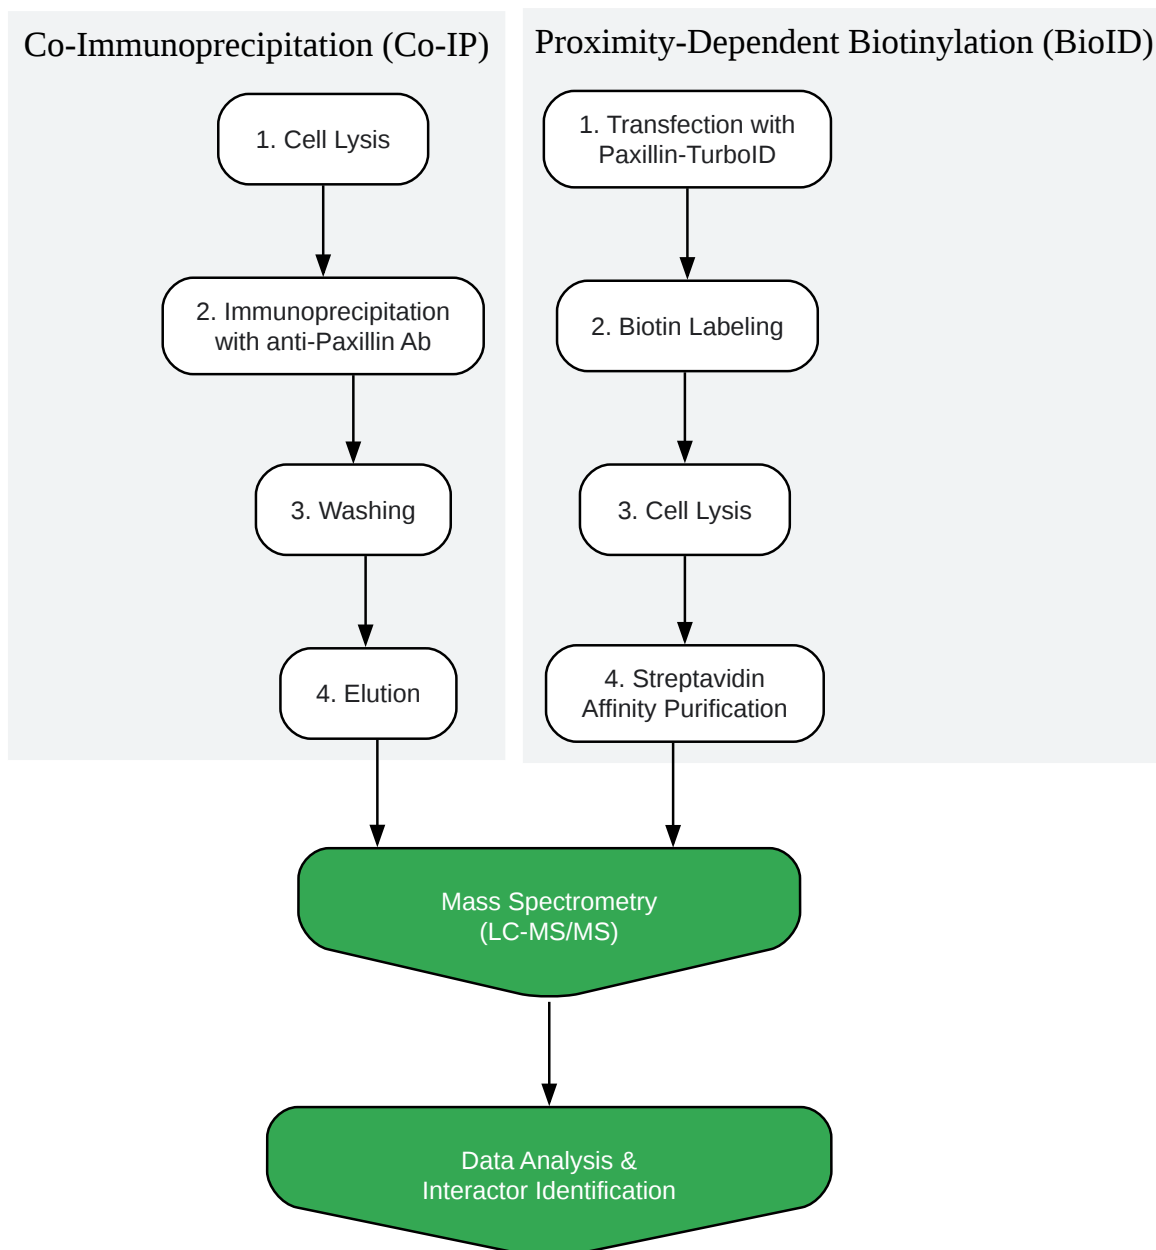 Co-Immunoprecipitation (Co-IP)
1. Cell Lysis
2. Immunoprecipitation
with anti-Paxillin Ab
3. Washing
4. Elution
Proximity-Dependent Biotinylation (BioID)
1. Transfection with
Paxillin-TurboID
2. Biotin Labeling
3. Cell Lysis
4. Streptavidin
Affinity Purification
Mass Spectrometry
(LC-MS/MS)
Data Analysis &
Interactor Identification